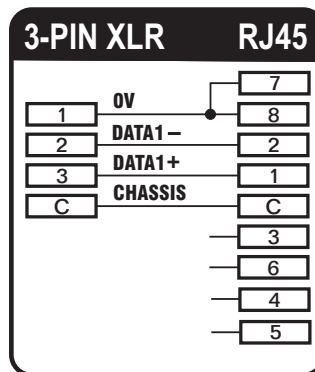 3-PIN XLR RJ45
7
1 0V 8
2 DATA1– 2
3 DATA1+ 1
C CHASSIS C
3
6
4
5